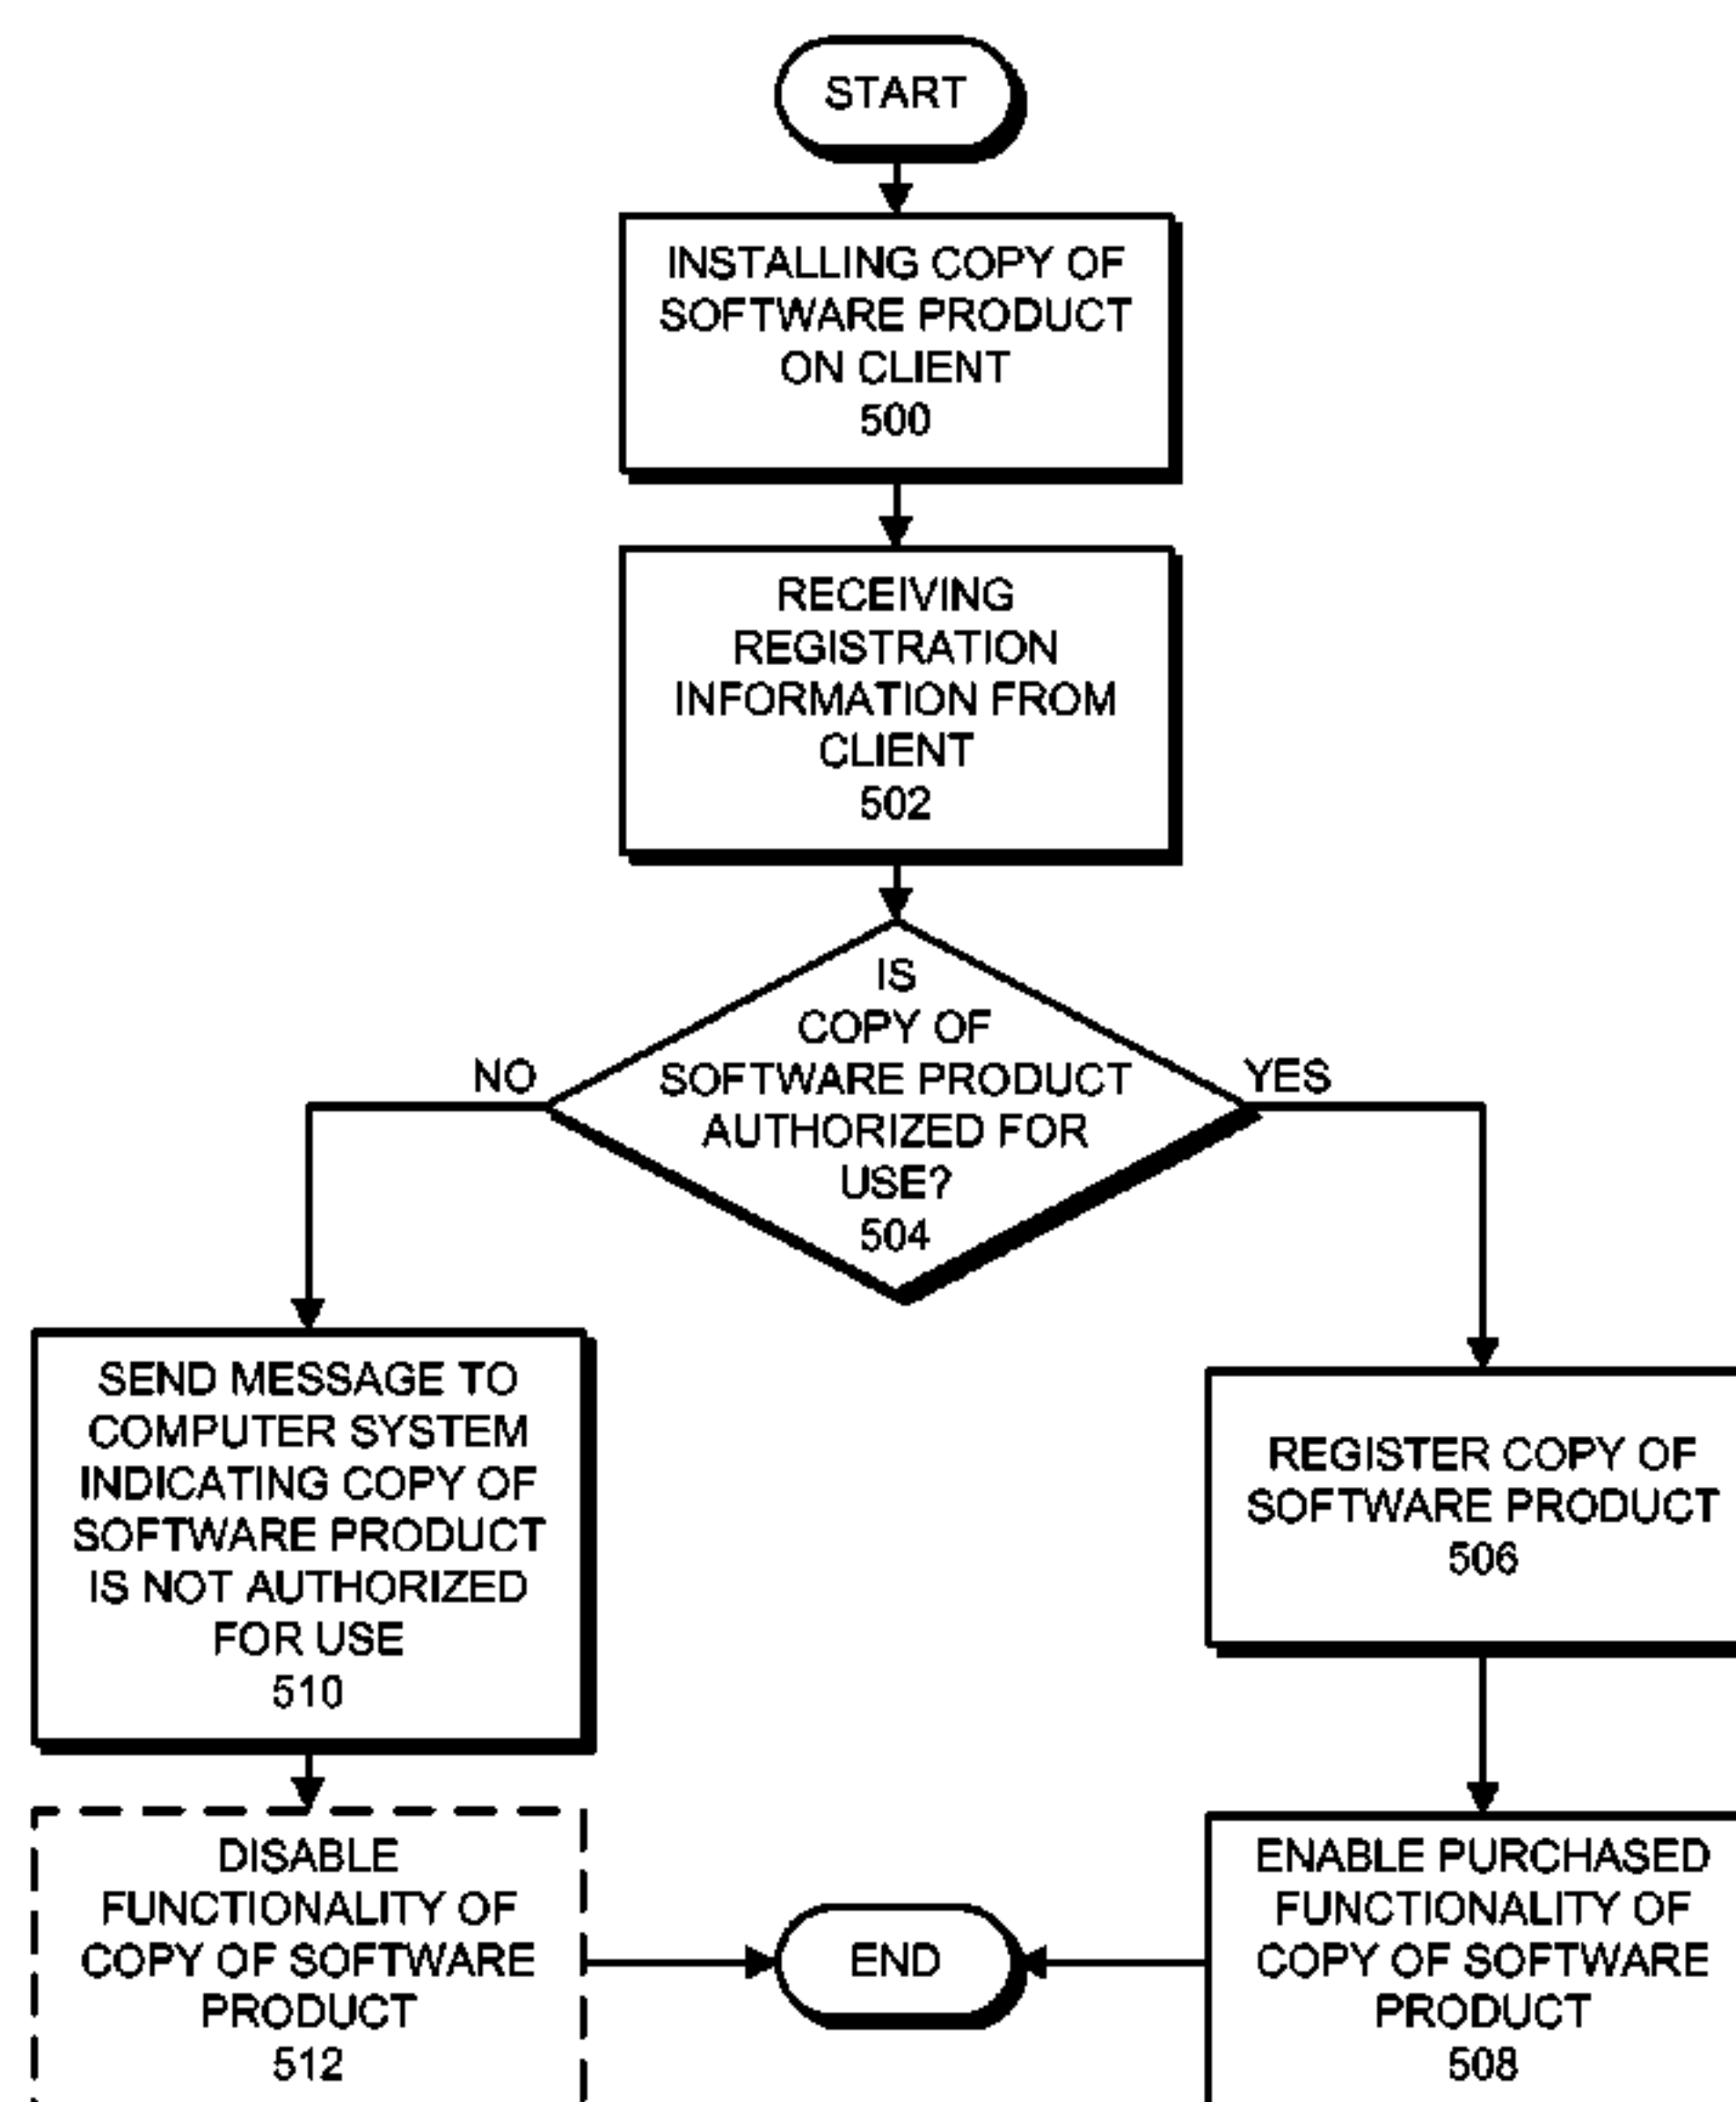 START
INSTALLING COPY OF
SOFTWARE PRODUCT
ON CLIENT
500
RECEIVING
REGISTRATION
INFORMATION FROM
CLIENT
502
IS
COPY OF
SOFTWARE PRODUCT
AUTHORIZED FOR
USE?
504
NO
YES
SEND MESSAGE TO
COMPUTER SYSTEM
INDICATING COPY OF
SOFTWARE PRODUCT
IS NOT AUTHORIZED
FOR USE
510
REGISTER COPY OF
SOFTWARE PRODUCT
506
DISABLE
FUNCTIONALITY OF
COPY OF SOFTWARE
PRODUCT
512
END
ENABLE PURCHASED
FUNCTIONALITY OF
COPY OF SOFTWARE
PRODUCT
508